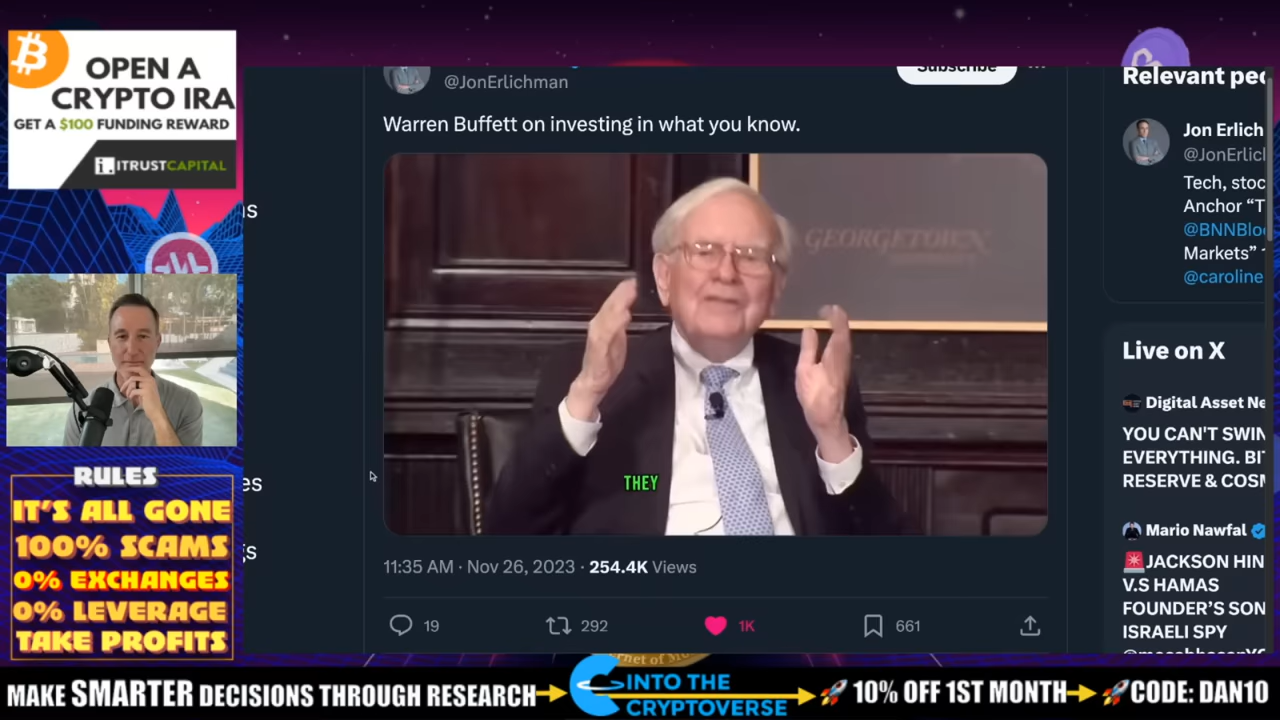 OPEN A
CRYPTO IRA
GET A $100 FUNDING REWARD
ITRUSTCAPITAL
RULES
IT'S ALL GONE
100% SCAMS
0% EXCHANGES
0% LEVERAGE
TAKE PROFITS
@JonErlichman
Subscribe
Warren Buffett on investing in what you know.
GEORGETOWN
THEY
11:35 AM · Nov 26, 2023 · 254.4K Views
19 292 1K 661
Relevant peo
Jon Erlich
@JonErlic
Tech, stoc
Anchor “T
@BNNBlo
Markets”
@caroline
Live on X
Digital Asset Ne
YOU CAN'T SWIN
EVERYTHING. BIT
RESERVE & COSM
Mario Nawfal
🚨JACKSON HIN
V.S HAMAS
FOUNDER'S SON
ISRAELI SPY
MAKE SMARTER DECISIONS THROUGH RESEARCH
INTO THE
CRYPTOVERSE
10% OFF 1ST MONTH
CODE: DAN10